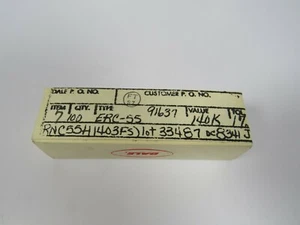 DALE P. O. NO. CUSTOMER P. O. NO.
ITEM QTY. TYPE 91637 VALUE
7 100 ERC-55 140K 1%
RNC55H1403FS) lot 33487 DC8341 J
DALE